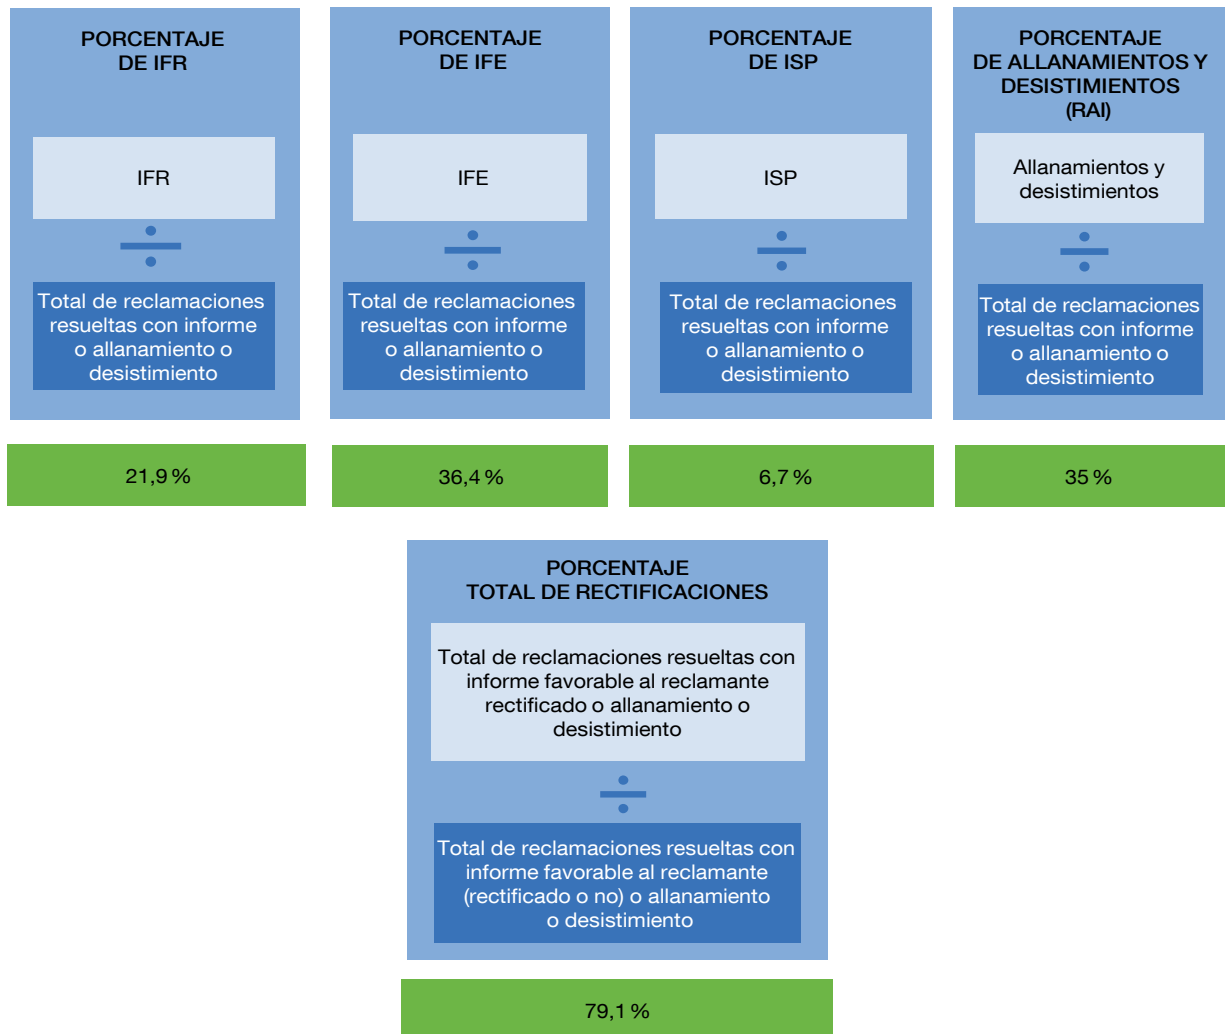 PORCENTAJE
DE IFR
IFR
Total de reclamaciones
resueltas con informe
o allanamiento o
desistimiento
21,9 %
PORCENTAJE
DE IFE
IFE
Total de reclamaciones
resueltas con informe
o allanamiento o
desistimiento
36,4 %
PORCENTAJE
DE ISP
ISP
Total de reclamaciones
resueltas con informe
o allanamiento o
desistimiento
6,7 %
PORCENTAJE
DE ALLANAMIENTOS Y
DESISTIMIENTOS
(RAI)
Allanamientos y
desistimientos
Total de reclamaciones
resueltas con informe
o allanamiento o
desistimiento
35 %
PORCENTAJE
TOTAL DE RECTIFICACIONES
Total de reclamaciones resueltas con
informe favorable al reclamante
rectificado o allanamiento o
desistimiento
Total de reclamaciones resueltas con
informe favorable al reclamante
(rectificado o no) o allanamiento
o desistimiento
79,1 %